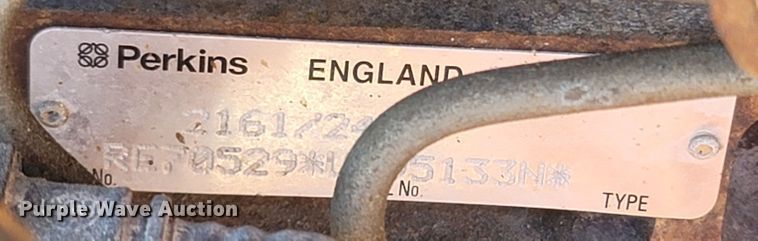 Perkins ENGLAND
2161/24
RE70529*U 5133N*
No. No. TYPE
Purple Wave Auction